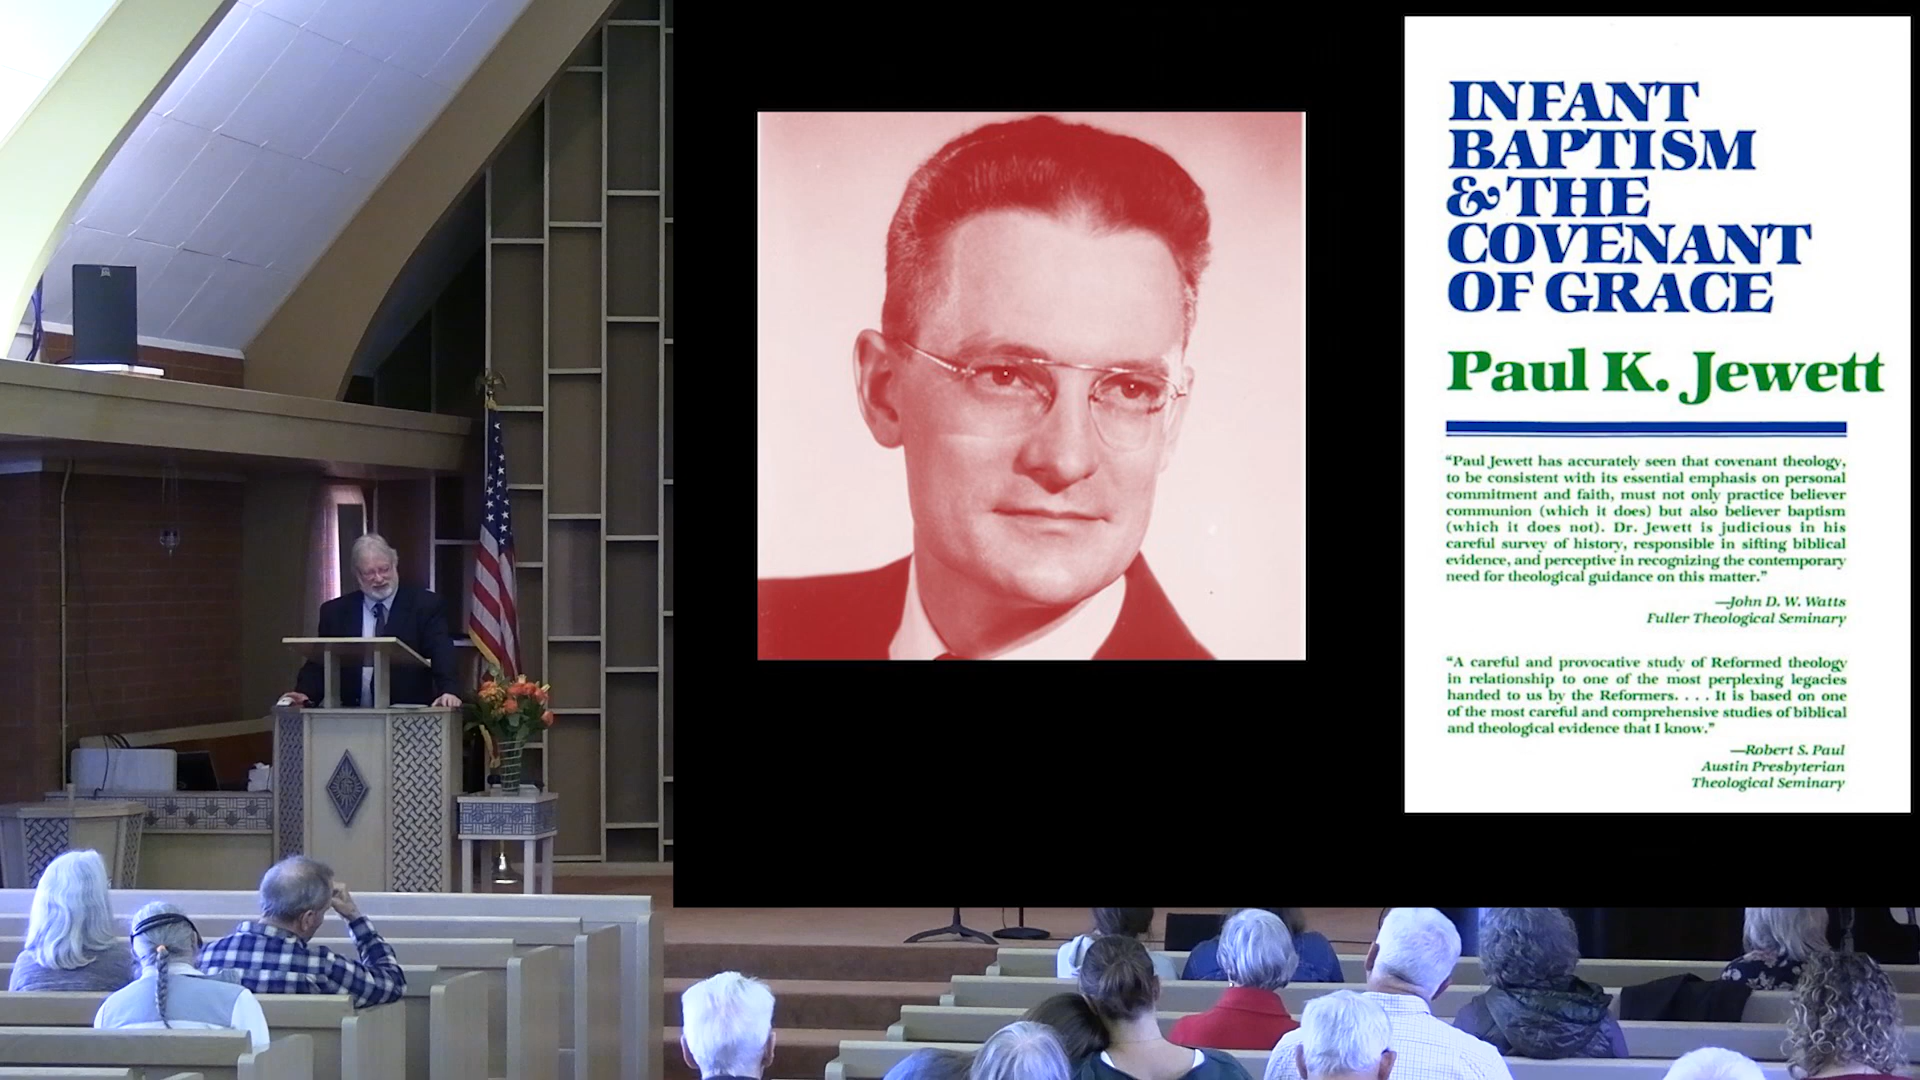 INFANT
BAPTISM
& THE
COVENANT
OF GRACE
Paul K. Jewett
“Paul Jewett has accurately seen that covenant theology,
to be consistent with its essential emphasis on personal
commitment and faith, must not only practice believer
communion (which it does) but also believer baptism
(which it does not). Dr. Jewett is judicious in his
careful survey of history, responsible in sifting biblical
evidence, and perceptive in recognizing the contemporary
need for theological guidance on this matter.”
—John D. W. Watts
Fuller Theological Seminary
“A careful and provocative study of Reformed theology
in relationship to one of the most perplexing legacies
handed to us by the Reformers. . . . It is based on one
of the most careful and comprehensive studies of biblical
and theological evidence that I know.”
—Robert S. Paul
Austin Presbyterian
Theological Seminary